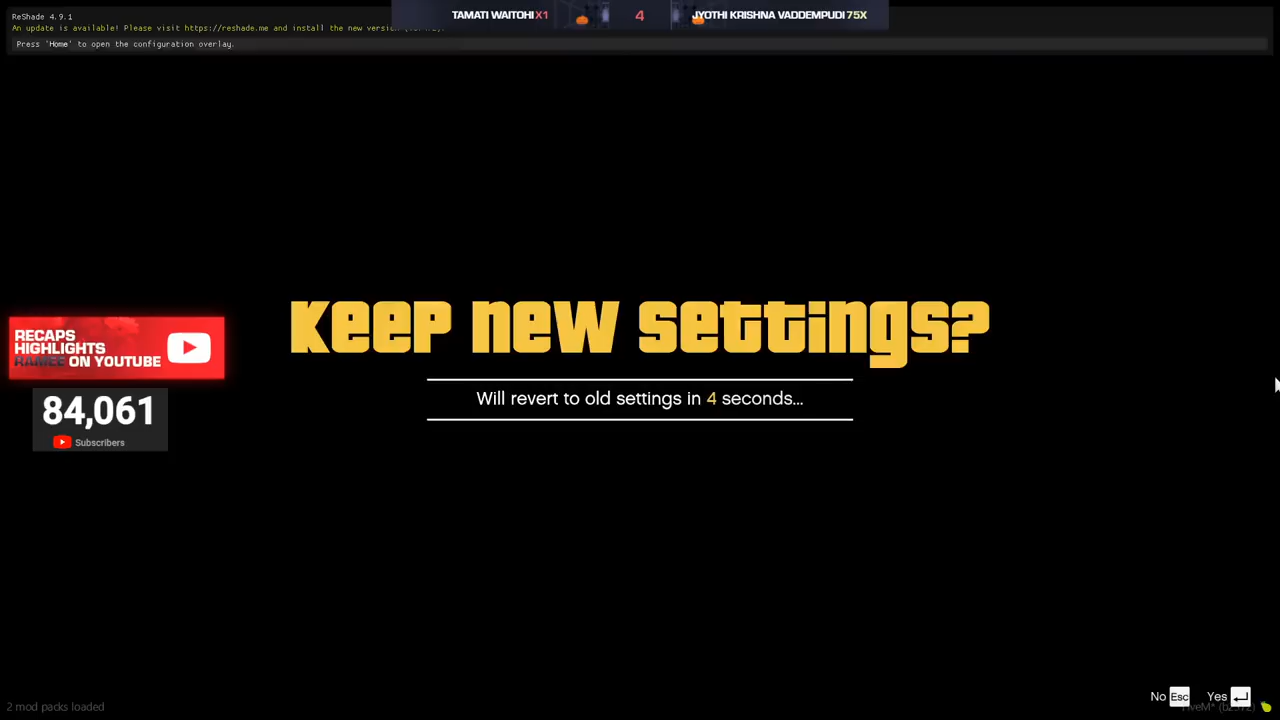 ReShade 4.9.1
An update is available! Please visit https://reshade.me and install the new version
Press 'Home' to open the configuration overlay.
TAMATI WAITOHI X1
4
JYOTHI KRISHNA VADDEMPUDI 75X
Keep new settings?
Will revert to old settings in 4 seconds...
RECAPS
HIGHLIGHTS
RAMEE ON YOUTUBE
84,061
Subscribers
No Esc Yes
2 mod packs loaded